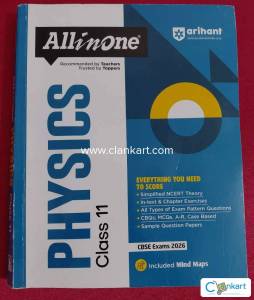 All in One
arihant
Recommended by Teachers
Trusted by Toppers
www.clankart.com
PHYSICS
Class 11
EVERYTHING YOU NEED
TO SCORE
Simplified NCERT Theory
In-text & Chapter Exercises
All Types of Exam Pattern Questions
CBQs, MCQs, A-R, Case Based
Sample Question Papers
CBSE Exams 2026
Included Mind Maps
Clankart